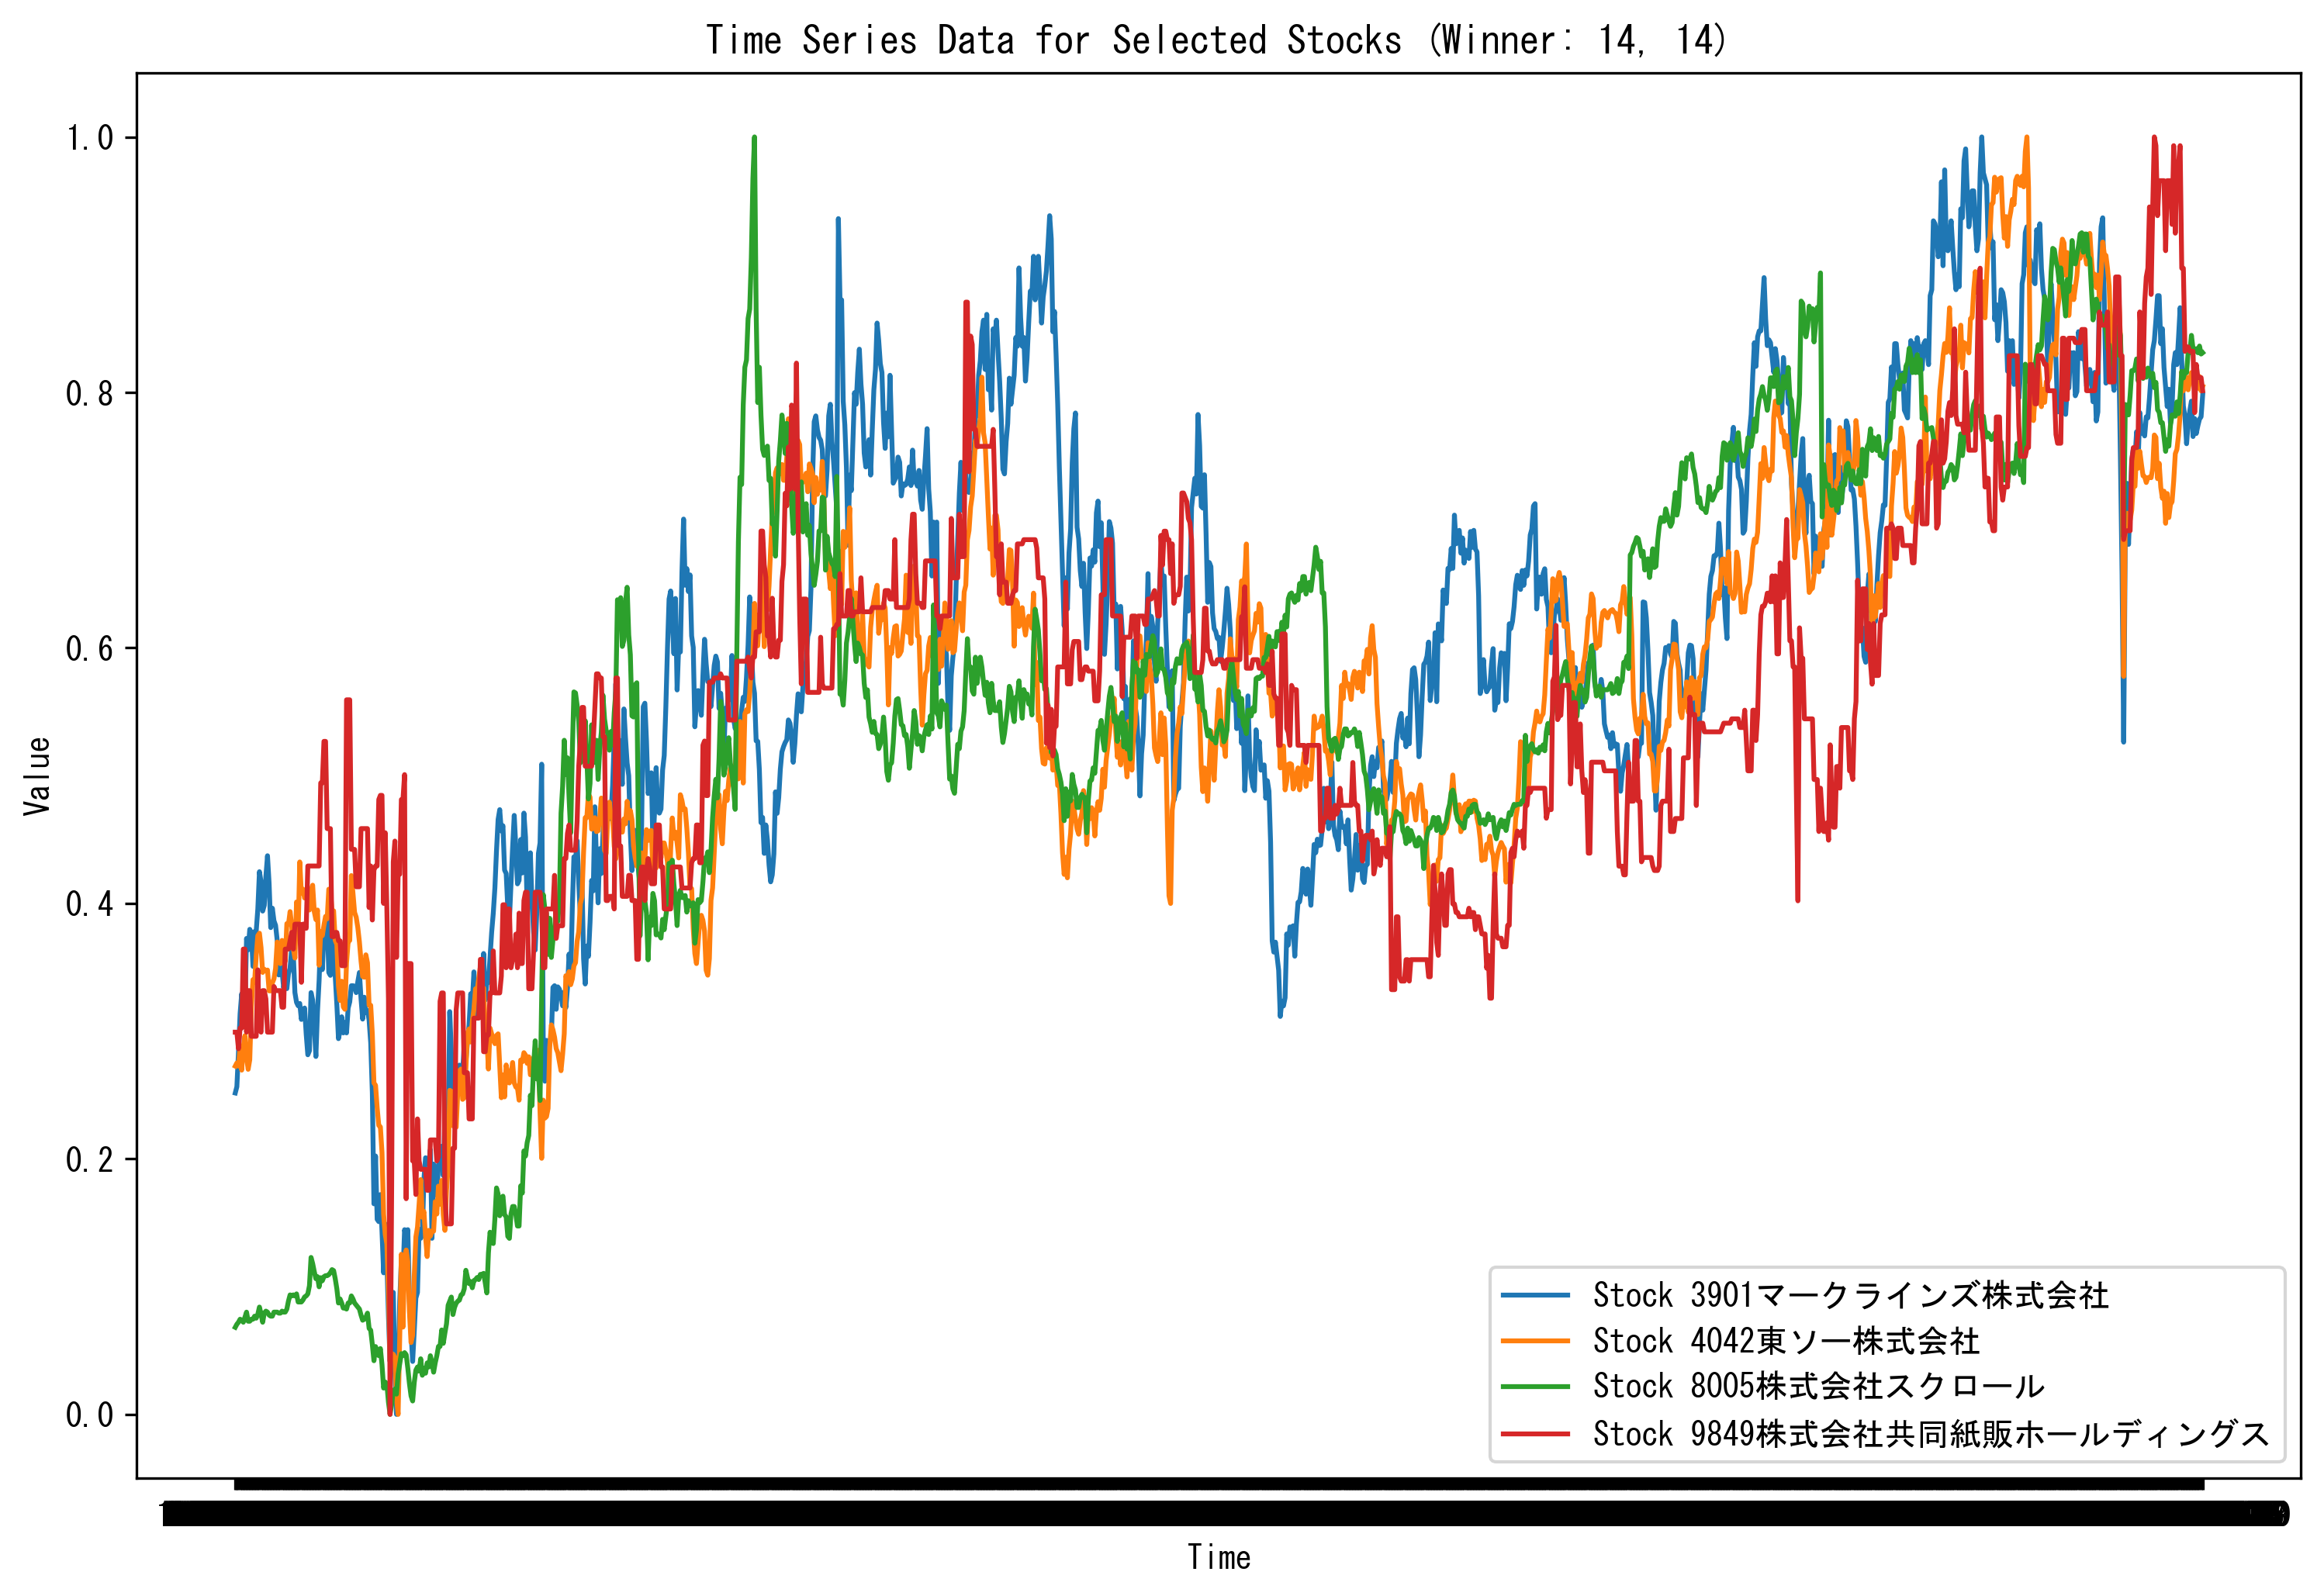 Time Series Data for Selected Stocks (Winner: 14, 14)
1.0
0.8
0.6
0.4
0.2
0.0
Value
Time
Stock 3901マークラインズ株式会社
Stock 4042東ソー株式会社
Stock 8005株式会社スクロール
Stock 9849株式会社共同紙販ホールディングス